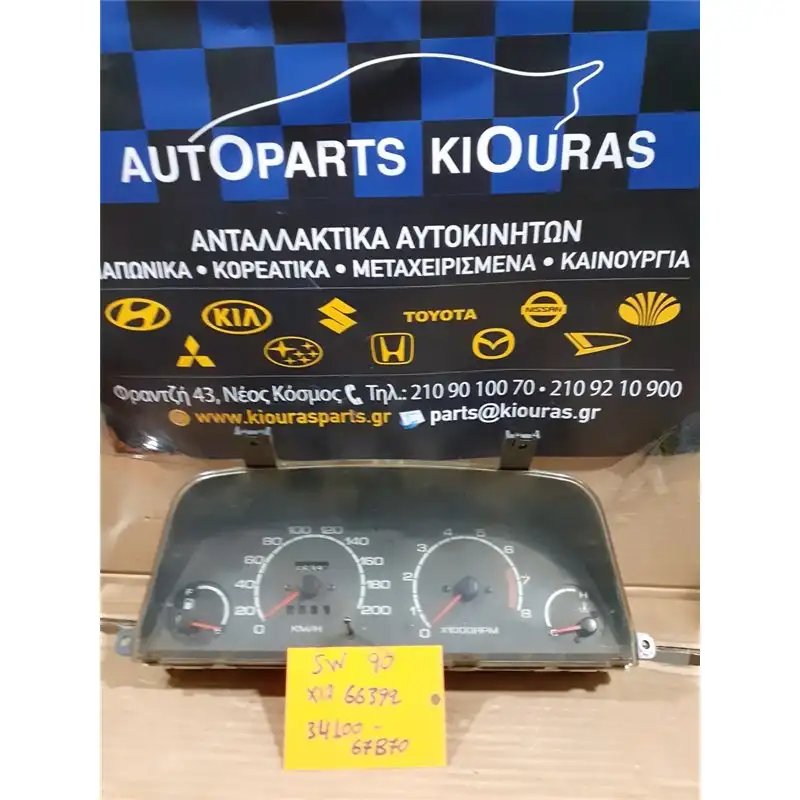 AUTOPARTS KIOURAS
ΑΝΤΑΛΛΑΚΤΙΚΑ ΑΥΤΟΚΙΝΗΤΩΝ
ΙΑΠΩΝΙΚΑ • ΚΟΡΕΑΤΙΚΑ • ΜΕΤΑΧΕΙΡΙΣΜΕΝΑ • ΚΑΙΝΟΥΡΓΙΑ
KIA TOYOTA NISSAN
Φραντζή 43, Νέος Κόσμος Τηλ.: 210 90 100 70 • 210 92 10 900
www.kiourasparts.gr parts@kiouras.gr
0 20 40 60 80 100 120 140 160 180 200
KM/H
0 1 2 3 4 5 6 7 8
X1000RPM
F
H
SW 90
ΧΙΛ 66392
34100-
67B70